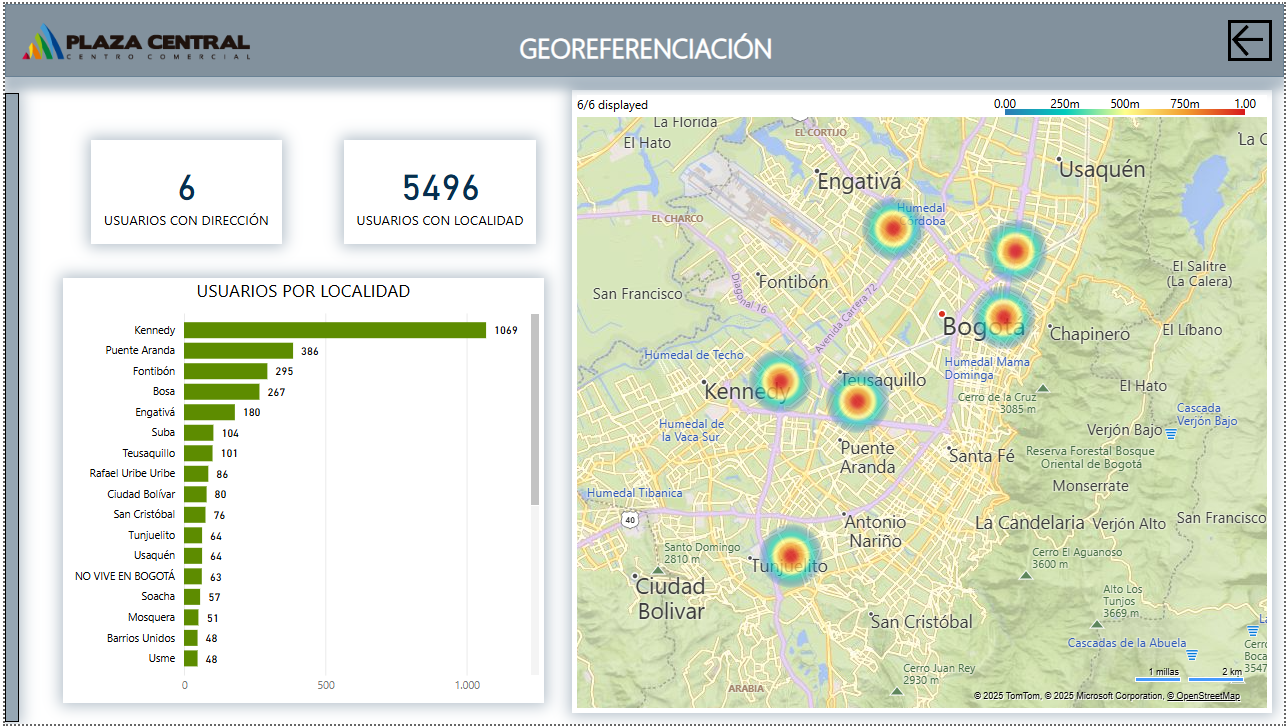 PLAZA CENTRAL
CENTRO COMERCIAL
GEOREFERENCIACIÓN
6
USUARIOS CON DIRECCIÓN
5496
USUARIOS CON LOCALIDAD
USUARIOS POR LOCALIDAD
Kennedy 1069
Puente Aranda 386
Fontibón 295
Bosa 267
Engativá 180
Suba 104
Teusaquillo 101
Rafael Uribe Uribe 86
Ciudad Bolívar 80
San Cristóbal 76
Tunjuelito 64
Usaquén 64
NO VIVE EN BOGOTÁ 63
Soacha 57
Mosquera 51
Barrios Unidos 48
Usme 48
0 500 1.000
6/6 displayed
0.00 250m 500m 750m 1.00
La Florida
EL CORTIJO
El Hato
La C
Usaquén
Engativá
Humedal
Córdoba
EL CHARCO
El Salitre
(La Calera)
Fontibón
San Francisco
Diagonal 16
Avenida Carrera 72
Bogotá
Chapinero
El Líbano
Humedal de Techo
Humedal Mama
Dominga
Teusaquillo
Kennedy
El Hato
Cerro de la Cruz
3085 m
Cascada
Verjón Bajo
Humedal de
la Vaca Sur
Verjón Bajo
Puente
Aranda
Santa Fé
Reserva Forestal Bosque
Oriental de Bogotá
Monserrate
Humedal Tibanica
40
Antonio
Nariño
La Candelaria
Verjón Alto
San Francisco
Santo Domingo
2810 m
Tunjuelito
Cerro El Aguanoso
3600 m
Ciudad
Bolivar
Alto Los
Tunjos
3669 m
San Cristóbal
Cascadas de la Abuela
Cerro
Boca
3547
Cerro Juan Rey
2930 m
ARABIA
1 millas 2 km
© 2025 TomTom, © 2025 Microsoft Corporation, © OpenStreetMap